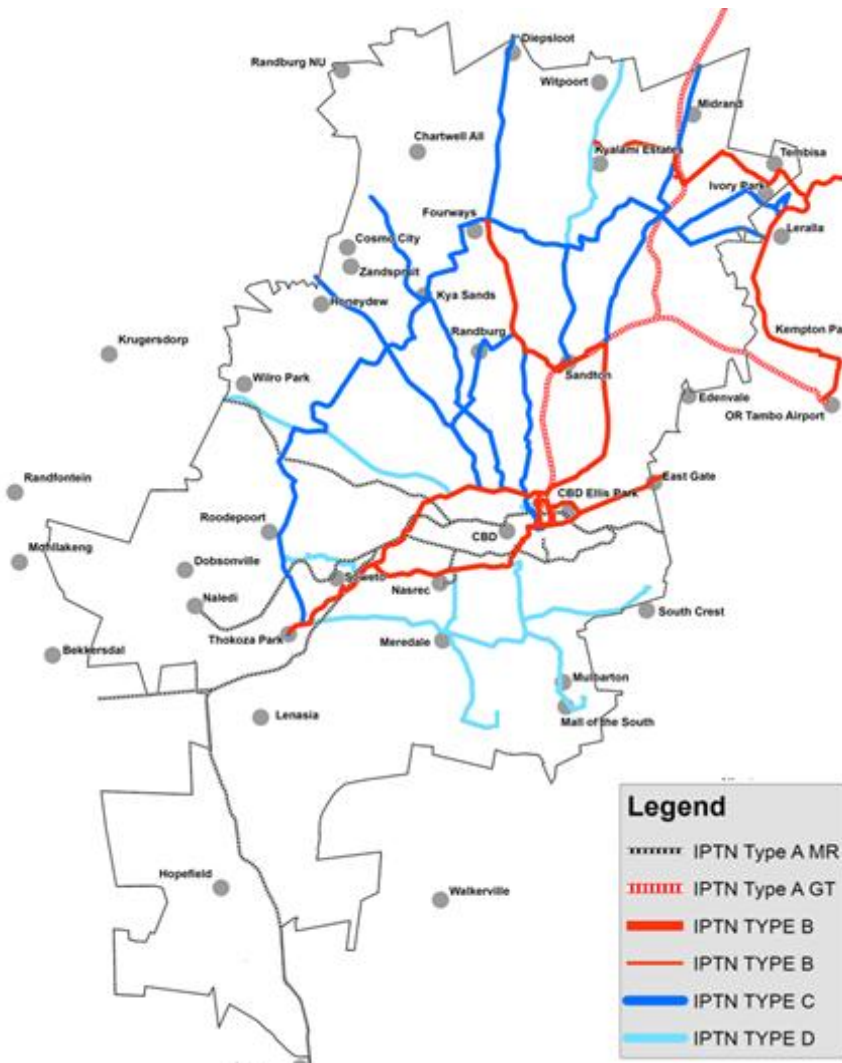 Diepsloot
Randburg NU
Witpoort
Midrand
Chartwell All
Kyalami Estates
Tembisa
Ivory Park
Fourways
Leralla
Cosmo City
Zandspruit
Kya Sands
Honeydew
Kempton Pa
Randburg
Krugersdorp
Sandton
Wilro Park
Edenvale
OR Tambo Airport
Randfontein
East Gate
CBD Ellis Park
Roodepoort
CBD
Mohllakeng
Dobsonville
Soweto
Nasrec
Naledi
South Crest
Thokoza Park
Meredale
Bekkersdal
Mulbarton
Lenasia
Mall of the South
Legend
IPTN Type A MR
IPTN Type A GT
IPTN TYPE B
IPTN TYPE B
IPTN TYPE C
IPTN TYPE D
Hopefield
Walkerville